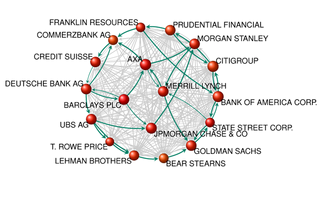 FRANKLIN RESOURCES
PRUDENTIAL FINANCIAL
COMMERZBANK AG
MORGAN STANLEY
CREDIT SUISSE
AXA
CITIGROUP
DEUTSCHE BANK AG
MERRILL LYNCH
BARCLAYS PLC
BANK OF AMERICA CORP.
UBS AG
STATE STREET CORP.
JPMORGAN CHASE & CO
T. ROWE PRICE
GOLDMAN SACHS
LEHMAN BROTHERS
BEAR STEARNS